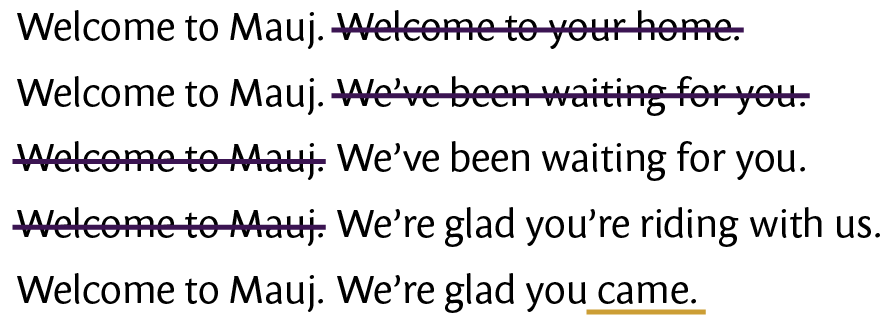 Welcome to Mauj. Welcome to your home.
Welcome to Mauj. We’ve been waiting for you.
Welcome to Mauj. We’ve been waiting for you.
Welcome to Mauj. We’re glad you’re riding with us.
Welcome to Mauj. We’re glad you came.